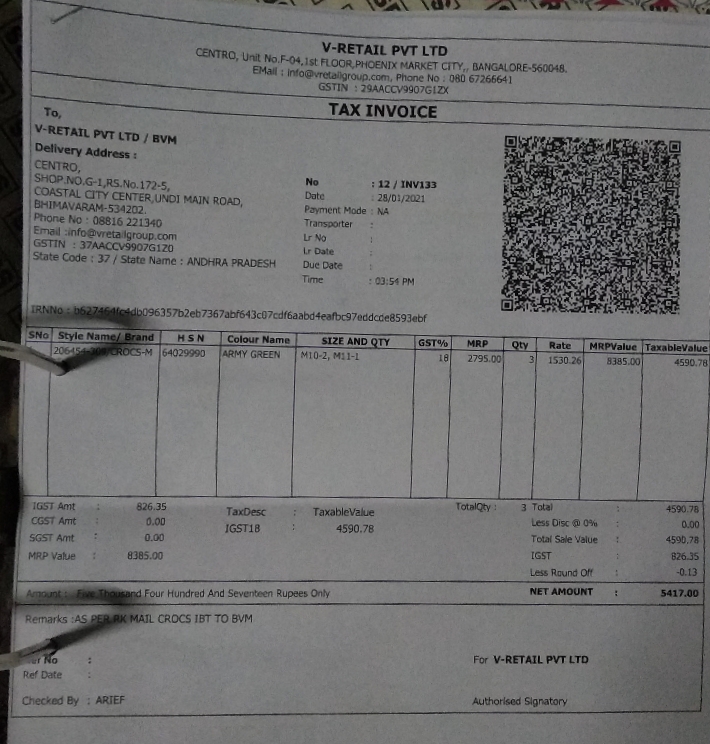 V-RETAIL PVT LTD
CENTRO, Unit No.F-04,1st FLOOR,PHOENIX MARKET CITY,, BANGALORE-560048.
EMail : info@vretailgroup.com, Phone No : 080 67266641
GSTIN : 29AACCV9907G1ZX
TAX INVOICE
To,
V-RETAIL PVT LTD / BVM
Delivery Address :
CENTRO,
SHOP.NO.G-1,RS.No.172-5,
COASTAL CITY CENTER,UNDI MAIN ROAD,
BHIMAVARAM-534202.
Phone No : 08816 221340
Email :info@vretailgroup.com
GSTIN : 37AACCV9907G1Z0
State Code : 37 / State Name : ANDHRA PRADESH
No : 12 / INV133
Date : 28/01/2021
Payment Mode : NA
Transporter :
Lr No :
Lr Date :
Due Date :
Time : 03:54 PM
IRNNo :
SNo Style Name/ Brand H S N Colour Name SIZE AND QTY GST% MRP Qty Rate MRPValue TaxableValue
CROCS-M 64029990 ARMY GREEN M10-2, M11-1 18 2795.00 3 1530.26 8385.00 4590.78
IGST Amt : 826.35
CGST Amt : 0.00
SGST Amt : 0.00
MRP Value : 8385.00
TaxDesc : TaxableValue
IGST18 : 4590.78
TotalQty : 3
Total : 4590.78
Less Disc @ 0% : 0.00
Total Sale Value : 4590.78
IGST : 826.35
Less Round Off : -0.13
NET AMOUNT : 5417.00
Amount : Five Thousand Four Hundred And Seventeen Rupees Only
Remarks :AS PER RK MAIL CROCS IBT TO BVM
No :
Ref Date :
Checked By : ARIEF
For V-RETAIL PVT LTD
Authorised Signatory